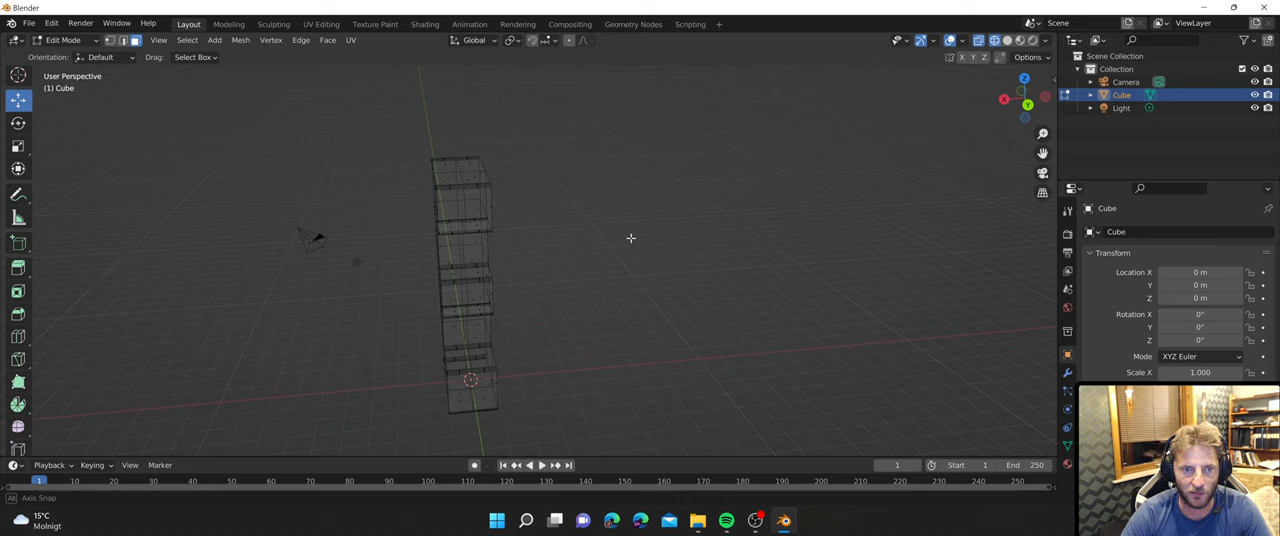 Blender
File Edit Render Window Help Layout Modeling Sculpting UV Editing Texture Paint Shading Animation Rendering Compositing Geometry Nodes Scripting + Scene ViewLayer
Edit Mode View Select Add Mesh Vertex Edge Face UV Global
Orientation: Default Drag: Select Box X Y Z Options
User Perspective
(1) Cube
Z
X
Y
Scene Collection
Collection
Camera
Cube
Light
Cube
Cube
Transform
Location X 0 m
Y 0 m
Z 0 m
Rotation X 0°
Y 0°
Z 0°
Mode XYZ Euler
Scale X 1.000
Playback Keying View Marker 1 Start 1 End 250
1 10 20 30 40 50 60 70 80 90 100 110 120 130 140 150 160 170 180 190 200 210 220 230 240 250
Alt Axis Snap
15°C
Molnigt